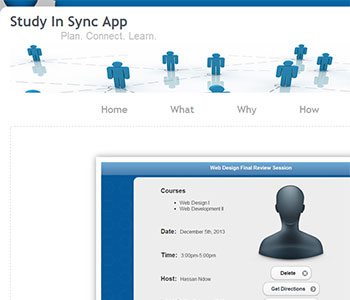 Study In Sync App
Plan. Connect. Learn.
Home What Why How
Web Design Final Review Session
Courses
Web Design I
Web Development II
Date: December 5th, 2013
Time: 3:00pm-5:00pm
Host: Hassan Ndow
Delete
Get Directions